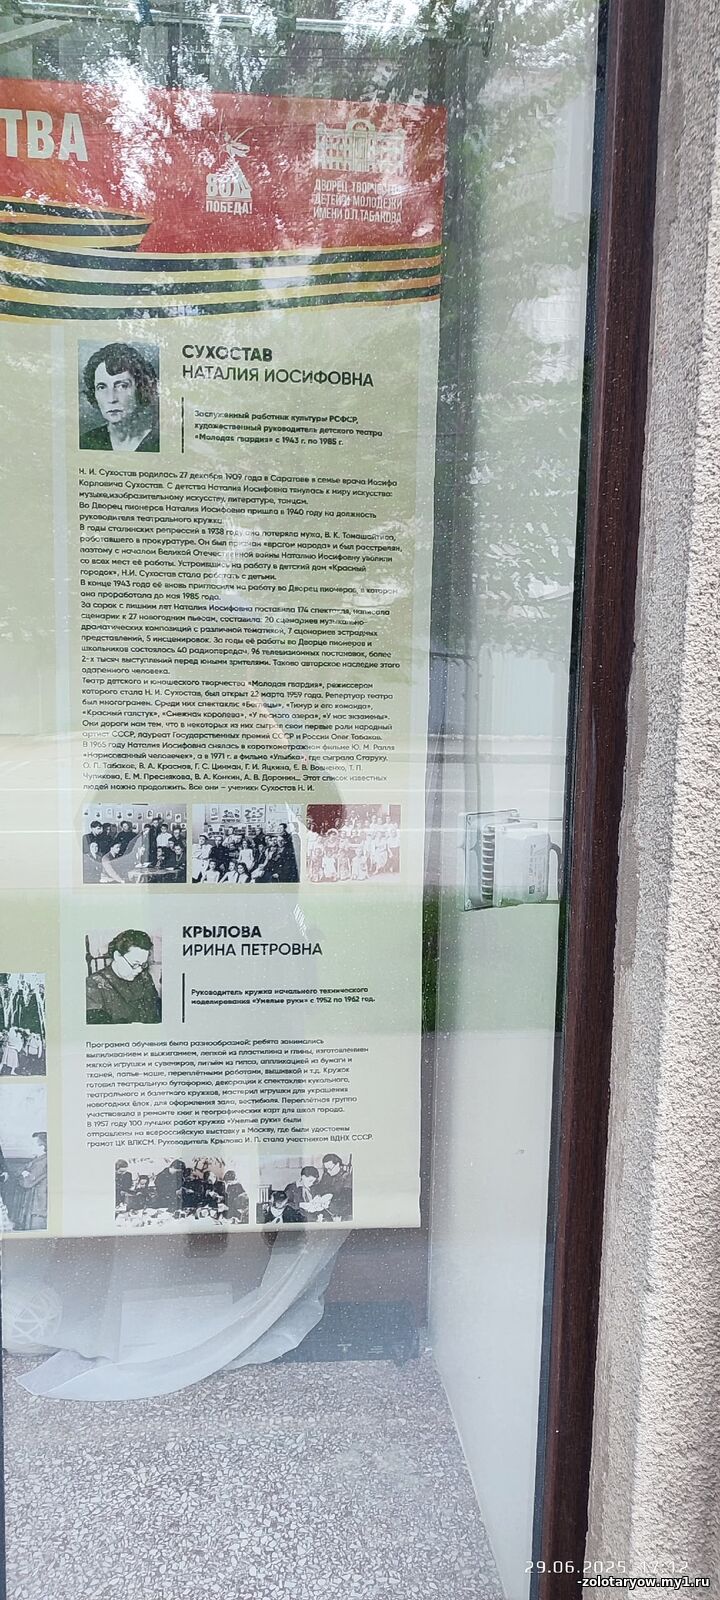 ТВА
80
ПОБЕДА!
ДВОРЕЦ ТВОРЧЕСТВА
ДЕТЕЙ И МОЛОДЕЖИ
ИМЕНИ О.П.ТАБАКОВА
СУХОСТАВ
НАТАЛИЯ ИОСИФОВНА
Заслуженный работник культуры РСФСР,
художественный руководитель детского театра
«Молодая гвардия» с 1943 г. по 1985 г.
Н. И. Сухостав родилась 27 декабря 1909 года в Саратове в семье врача Иосифа
Карловича Сухостав. С детства Наталия Иосифовна тянулась к миру искусства:
музыке,изобразительному искусству, литературе, танцам.
Во Дворец пионеров Наталия Иосифовна пришла в 1940 году на должность
руководителя театрального кружка.
В годы сталинских репрессий в 1938 году она потеряла мужа, В. К. Томашайтиса,
работавшего в прокуратуре. Он был признан «врагом народа» и был расстрелян,
поэтому с началом Великой Отечественной войны Наталию Иосифовну уволили
со всех мест её работы. Устроившись на работу в детский дом «Красный
городок», Н.И. Сухостав стала работать с детьми.
В конце 1943 года её вновь пригласили на работу во Дворец пионеров, в котором
она проработала до мая 1985 года.
За сорок с лишним лет Наталия Иосифовна поставила 174 спектакля, написала
сценарии к 27 новогодним пьесам, составила: 20 сценариев музыкально-
драматических композиций с различной тематикой, 7 сценариев эстрадных
представлений, 5 инсценировок. За годы её работы во Дворце пионеров и
школьников состоялось 40 радиопередач, 96 телевизионных постановок, более
2-х тысяч выступлений перед юными зрителями. Таково авторское наследие этого
одаренного человека.
Театр детского и юношеского творчества «Молодая гвардия», режиссером
которого стала Н. И. Сухостав, был открыт 22 марта 1959 года. Репертуар театра
был многогранен. Среди них спектакли: «Беглецы», «Тимур и его команда»,
«Красный галстук», «Снежная королева», «У лесного озера», «У нас экзамены».
Они дороги нам тем, что в некоторых из них сыграл свои первые роли народный
артист СССР, лауреат Государственных премий СССР и России Олег Табаков.
В 1965 году Наталия Иосифовна снялась в короткометражном фильме Ю. М. Ралля
«Нарисованный человечек», а в 1971 г. в фильме «Улыбка», где сыграла Старуху.
О. П. Табаков, В. А. Краснов, Г. С. Цинман, Г. И. Яцкина, Е. В. Вовненко, Т. П.
Чупикова, Е. М. Преснякова, В. А. Конкин, А. В. Доронин... Этот список известных
людей можно продолжить. Все они – ученики Сухостав Н. И.
КРЫЛОВА
ИРИНА ПЕТРОВНА
Руководитель кружка начального технического
моделирования «Умелые руки» с 1952 по 1962 год.
Программа обучения была разнообразной: ребята занимались
выпиливанием и выжиганием, лепкой из пластилина и глины, изготовлением
мягкой игрушки и сувениров, литьём из гипса, аппликацией из бумаги и
тканей, папье-маше, переплётными работами, вышивкой и т.д. Кружок
готовил театральную бутафорию, декорации к спектаклям кукольного,
театрального и балетного кружков, мастерил игрушки для украшения
новогодних ёлок, для оформления зала, вестибюля. Переплётная группа
участвовала в ремонте книг и географических карт для школ города.
В 1957 году 100 лучших работ кружка «Умелые руки» были
отправлены на всероссийскую выставку в Москву, где были удостоены
грамот ЦК ВЛКСМ. Руководитель Крылова И. П. стала участником ВДНХ СССР.
29.06.2025
-zolotaryow.my1.ru